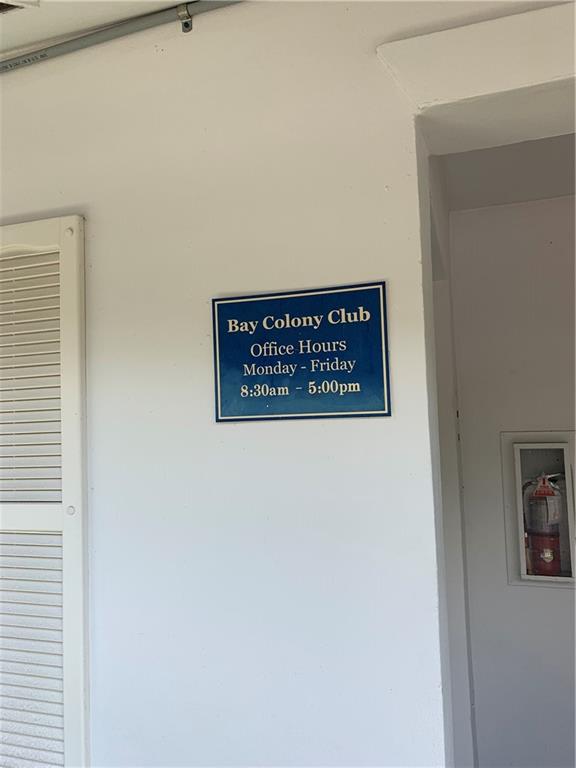 Bay Colony Club
Office Hours
Monday - Friday
8:30am - 5:00pm